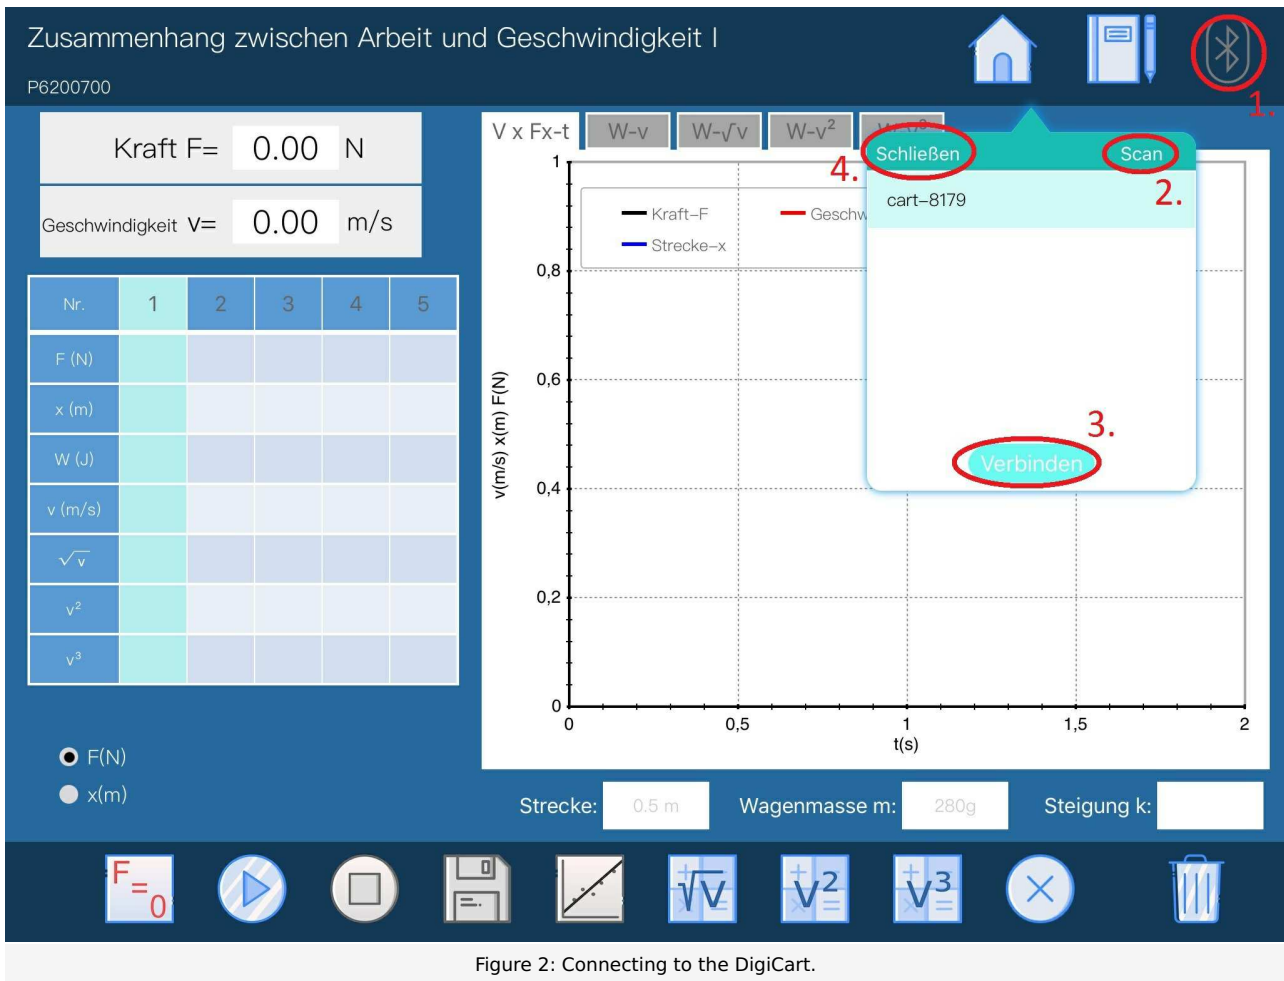 Zusammenhang zwischen Arbeit und Geschwindigkeit I
P6200700
1.
Kraft F= 0.00 N
Geschwindigkeit v= 0.00 m/s
Nr. 1 2 3 4 5
F (N)
x (m)
W (J)
v (m/s)
√v
v²
v³
F(N)
x(m)
V x Fx-t W-v W-√v W-v²
Schließen Scan
4. 2.
cart-8179
3.
Verbinden
Kraft-F Geschw
Strecke-x
v(m/s) x(m) F(N)
1
0,8
0,6
0,4
0,2
0
0 0,5 1 1,5 2
t(s)
Strecke: 0.5 m Wagenmasse m: 280g Steigung k:
F=0 √V V² V³
Figure 2: Connecting to the DigiCart.